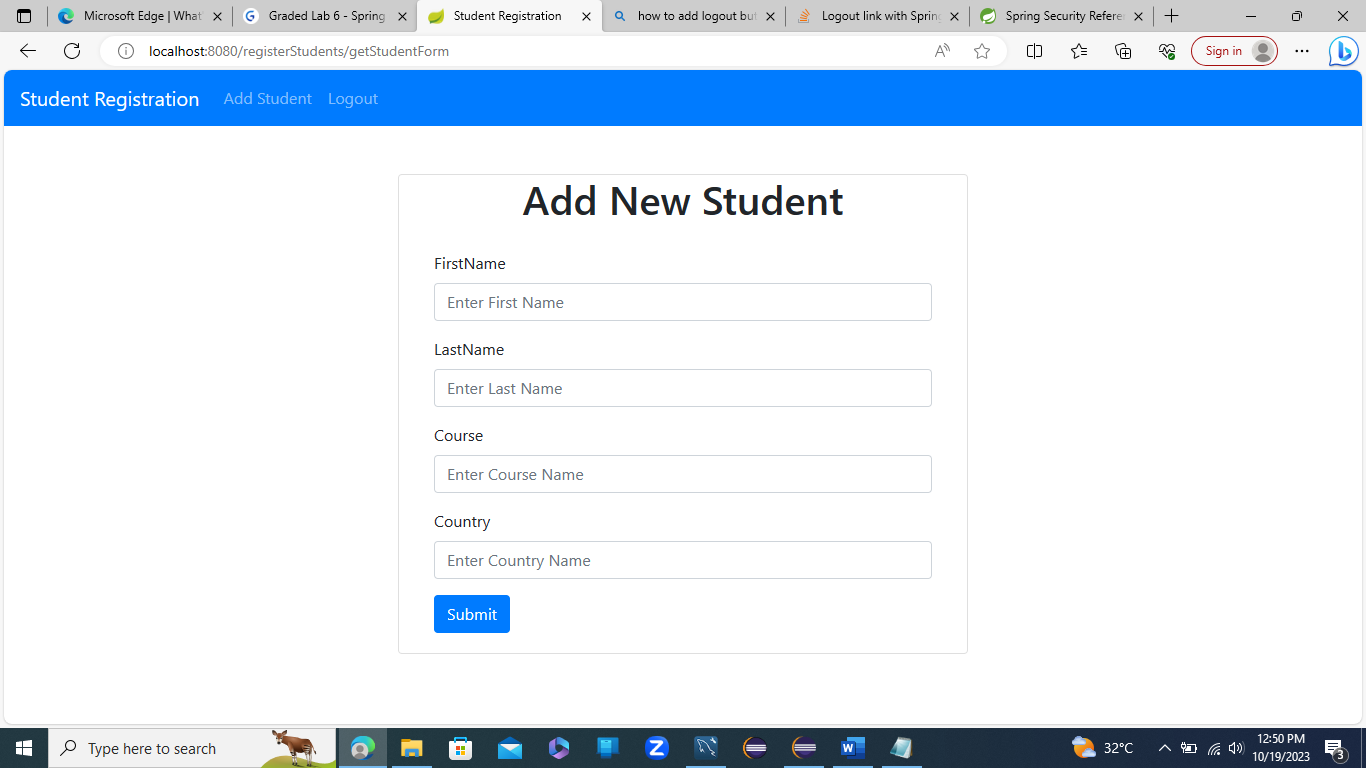 Microsoft Edge | What'
Graded Lab 6 - Spring
Student Registration
how to add logout but
Logout link with Spring
Spring Security Referen
localhost:8080/registerStudents/getStudentForm
Sign in
Student Registration
Add Student
Logout
Add New Student
FirstName
Enter First Name
LastName
Enter Last Name
Course
Enter Course Name
Country
Enter Country Name
Submit
Type here to search
32°C
12:50 PM
10/19/2023
3